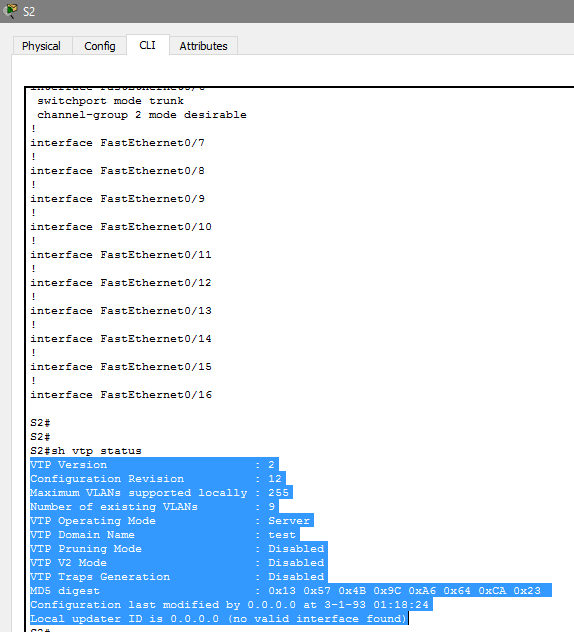 S2
Physical Config CLI Attributes
interface FastEthernet0/6
 switchport mode trunk
 channel-group 2 mode desirable
!
interface FastEthernet0/7
!
interface FastEthernet0/8
!
interface FastEthernet0/9
!
interface FastEthernet0/10
!
interface FastEthernet0/11
!
interface FastEthernet0/12
!
interface FastEthernet0/13
!
interface FastEthernet0/14
!
interface FastEthernet0/15
!
interface FastEthernet0/16
S2#
S2#
S2#sh vtp status
VTP Version : 2
Configuration Revision : 12
Maximum VLANs supported locally : 255
Number of existing VLANs : 9
VTP Operating Mode : Server
VTP Domain Name : test
VTP Pruning Mode : Disabled
VTP V2 Mode : Disabled
VTP Traps Generation : Disabled
MD5 digest : 0x13 0x57 0x4B 0x9C 0xA6 0x64 0xCA 0x23
Configuration last modified by 0.0.0.0 at 3-1-93 01:18:24
Local updater ID is 0.0.0.0 (no valid interface found)
S2#